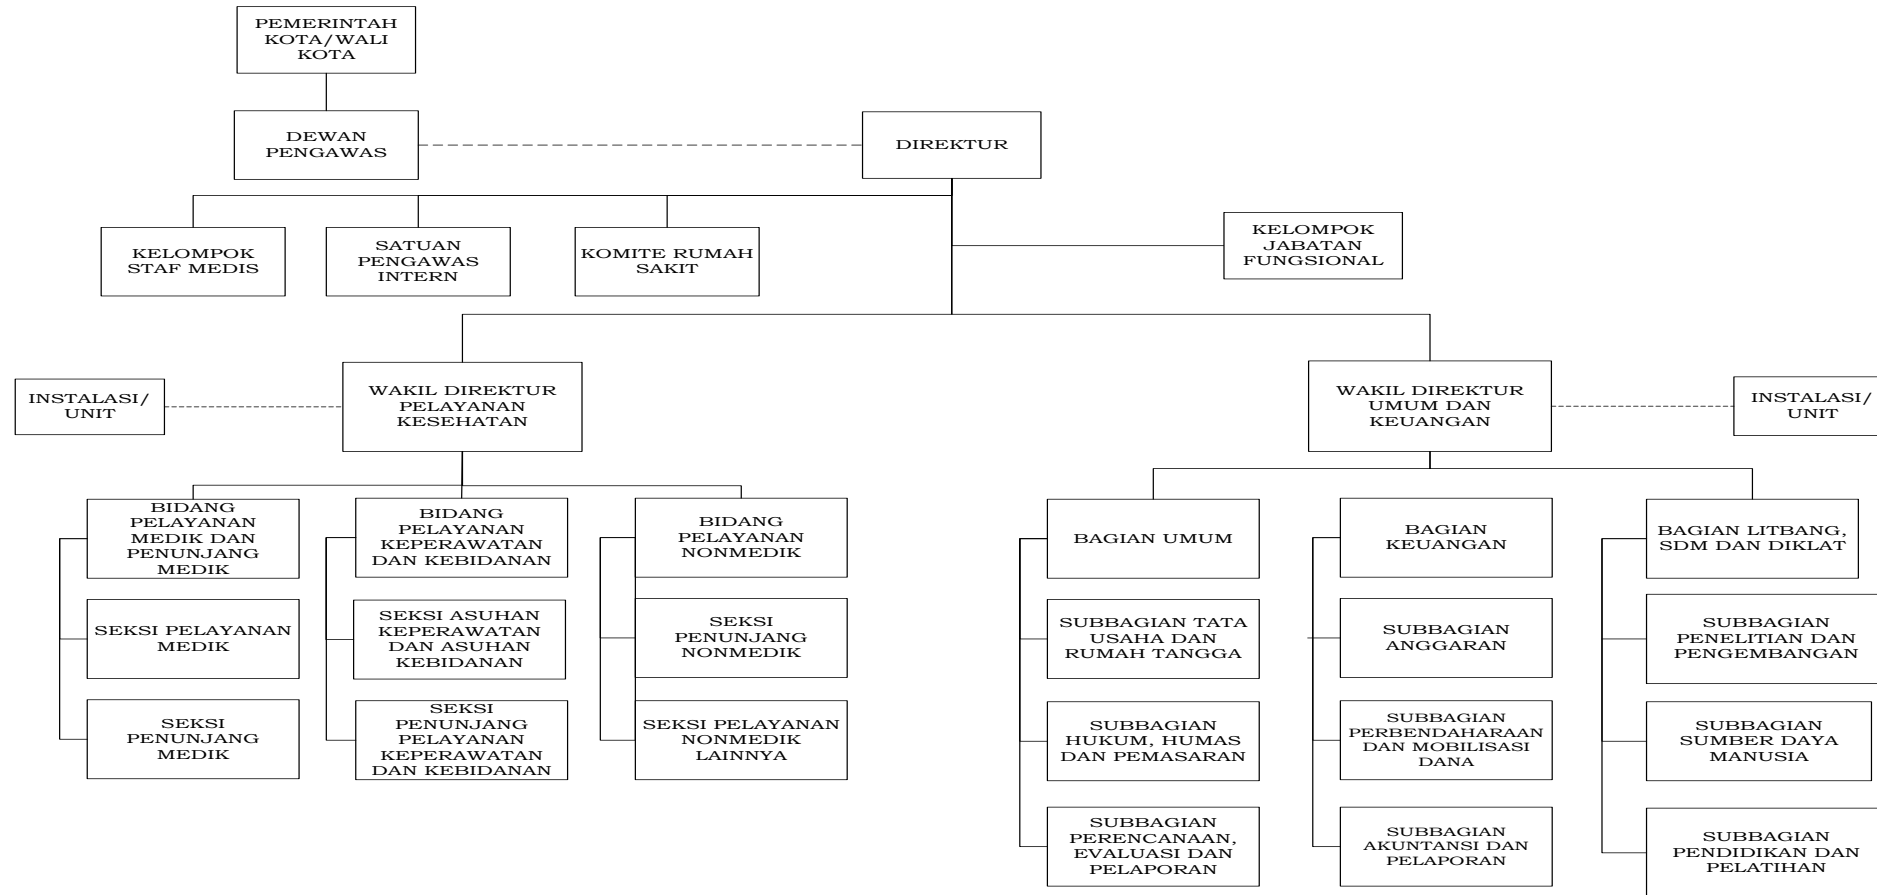 PEMERINTAH
KOTA/WALI
KOTA
DEWAN
PENGAWAS
DIREKTUR
KELOMPOK
STAF MEDIS
SATUAN
PENGAWAS
INTERN
KOMITE RUMAH
SAKIT
KELOMPOK
JABATAN
FUNGSIONAL
INSTALASI/
UNIT
WAKIL DIREKTUR
PELAYANAN
KESEHATAN
WAKIL DIREKTUR
UMUM DAN
KEUANGAN
INSTALASI/
UNIT
BIDANG
PELAYANAN
MEDIK DAN
PENUNJANG
MEDIK
BIDANG
PELAYANAN
KEPERAWATAN
DAN KEBIDANAN
BIDANG
PELAYANAN
NONMEDIK
BAGIAN UMUM
BAGIAN
KEUANGAN
BAGIAN LITBANG,
SDM DAN DIKLAT
SEKSI PELAYANAN
MEDIK
SEKSI ASUHAN
KEPERAWATAN
DAN ASUHAN
KEBIDANAN
SEKSI
PENUNJANG
NONMEDIK
SUBBAGIAN TATA
USAHA DAN
RUMAH TANGGA
SUBBAGIAN
ANGGARAN
SUBBAGIAN
PENELITIAN DAN
PENGEMBANGAN
SEKSI
PENUNJANG
MEDIK
SEKSI
PENUNJANG
PELAYANAN
KEPERAWATAN
DAN KEBIDANAN
SEKSI PELAYANAN
NONMEDIK
LAINNYA
SUBBAGIAN
HUKUM, HUMAS
DAN PEMASARAN
SUBBAGIAN
PERBENDAHARAAN
DAN MOBILISASI
DANA
SUBBAGIAN
SUMBER DAYA
MANUSIA
SUBBAGIAN
PERENCANAAN,
EVALUASI DAN
PELAPORAN
SUBBAGIAN
AKUNTANSI DAN
PELAPORAN
SUBBAGIAN
PENDIDIKAN DAN
PELATIHAN